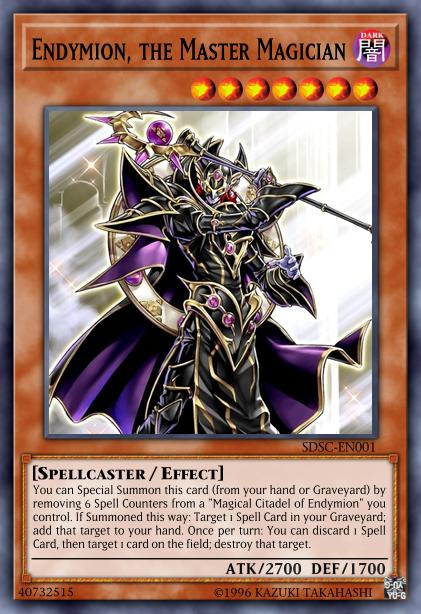 ENDYMION, THE MASTER MAGICIAN
DARK
闇
SDSC-EN001
[SPELLCASTER / EFFECT]
You can Special Summon this card (from your hand or Graveyard) by
removing 6 Spell Counters from a "Magical Citadel of Endymion" you
control. If Summoned this way: Target 1 Spell Card in your Graveyard;
add that target to your hand. Once per turn: You can discard 1 Spell
Card, then target 1 card on the field; destroy that target.
ATK/2700 DEF/1700
40732515
©1996 KAZUKI TAKAHASHI